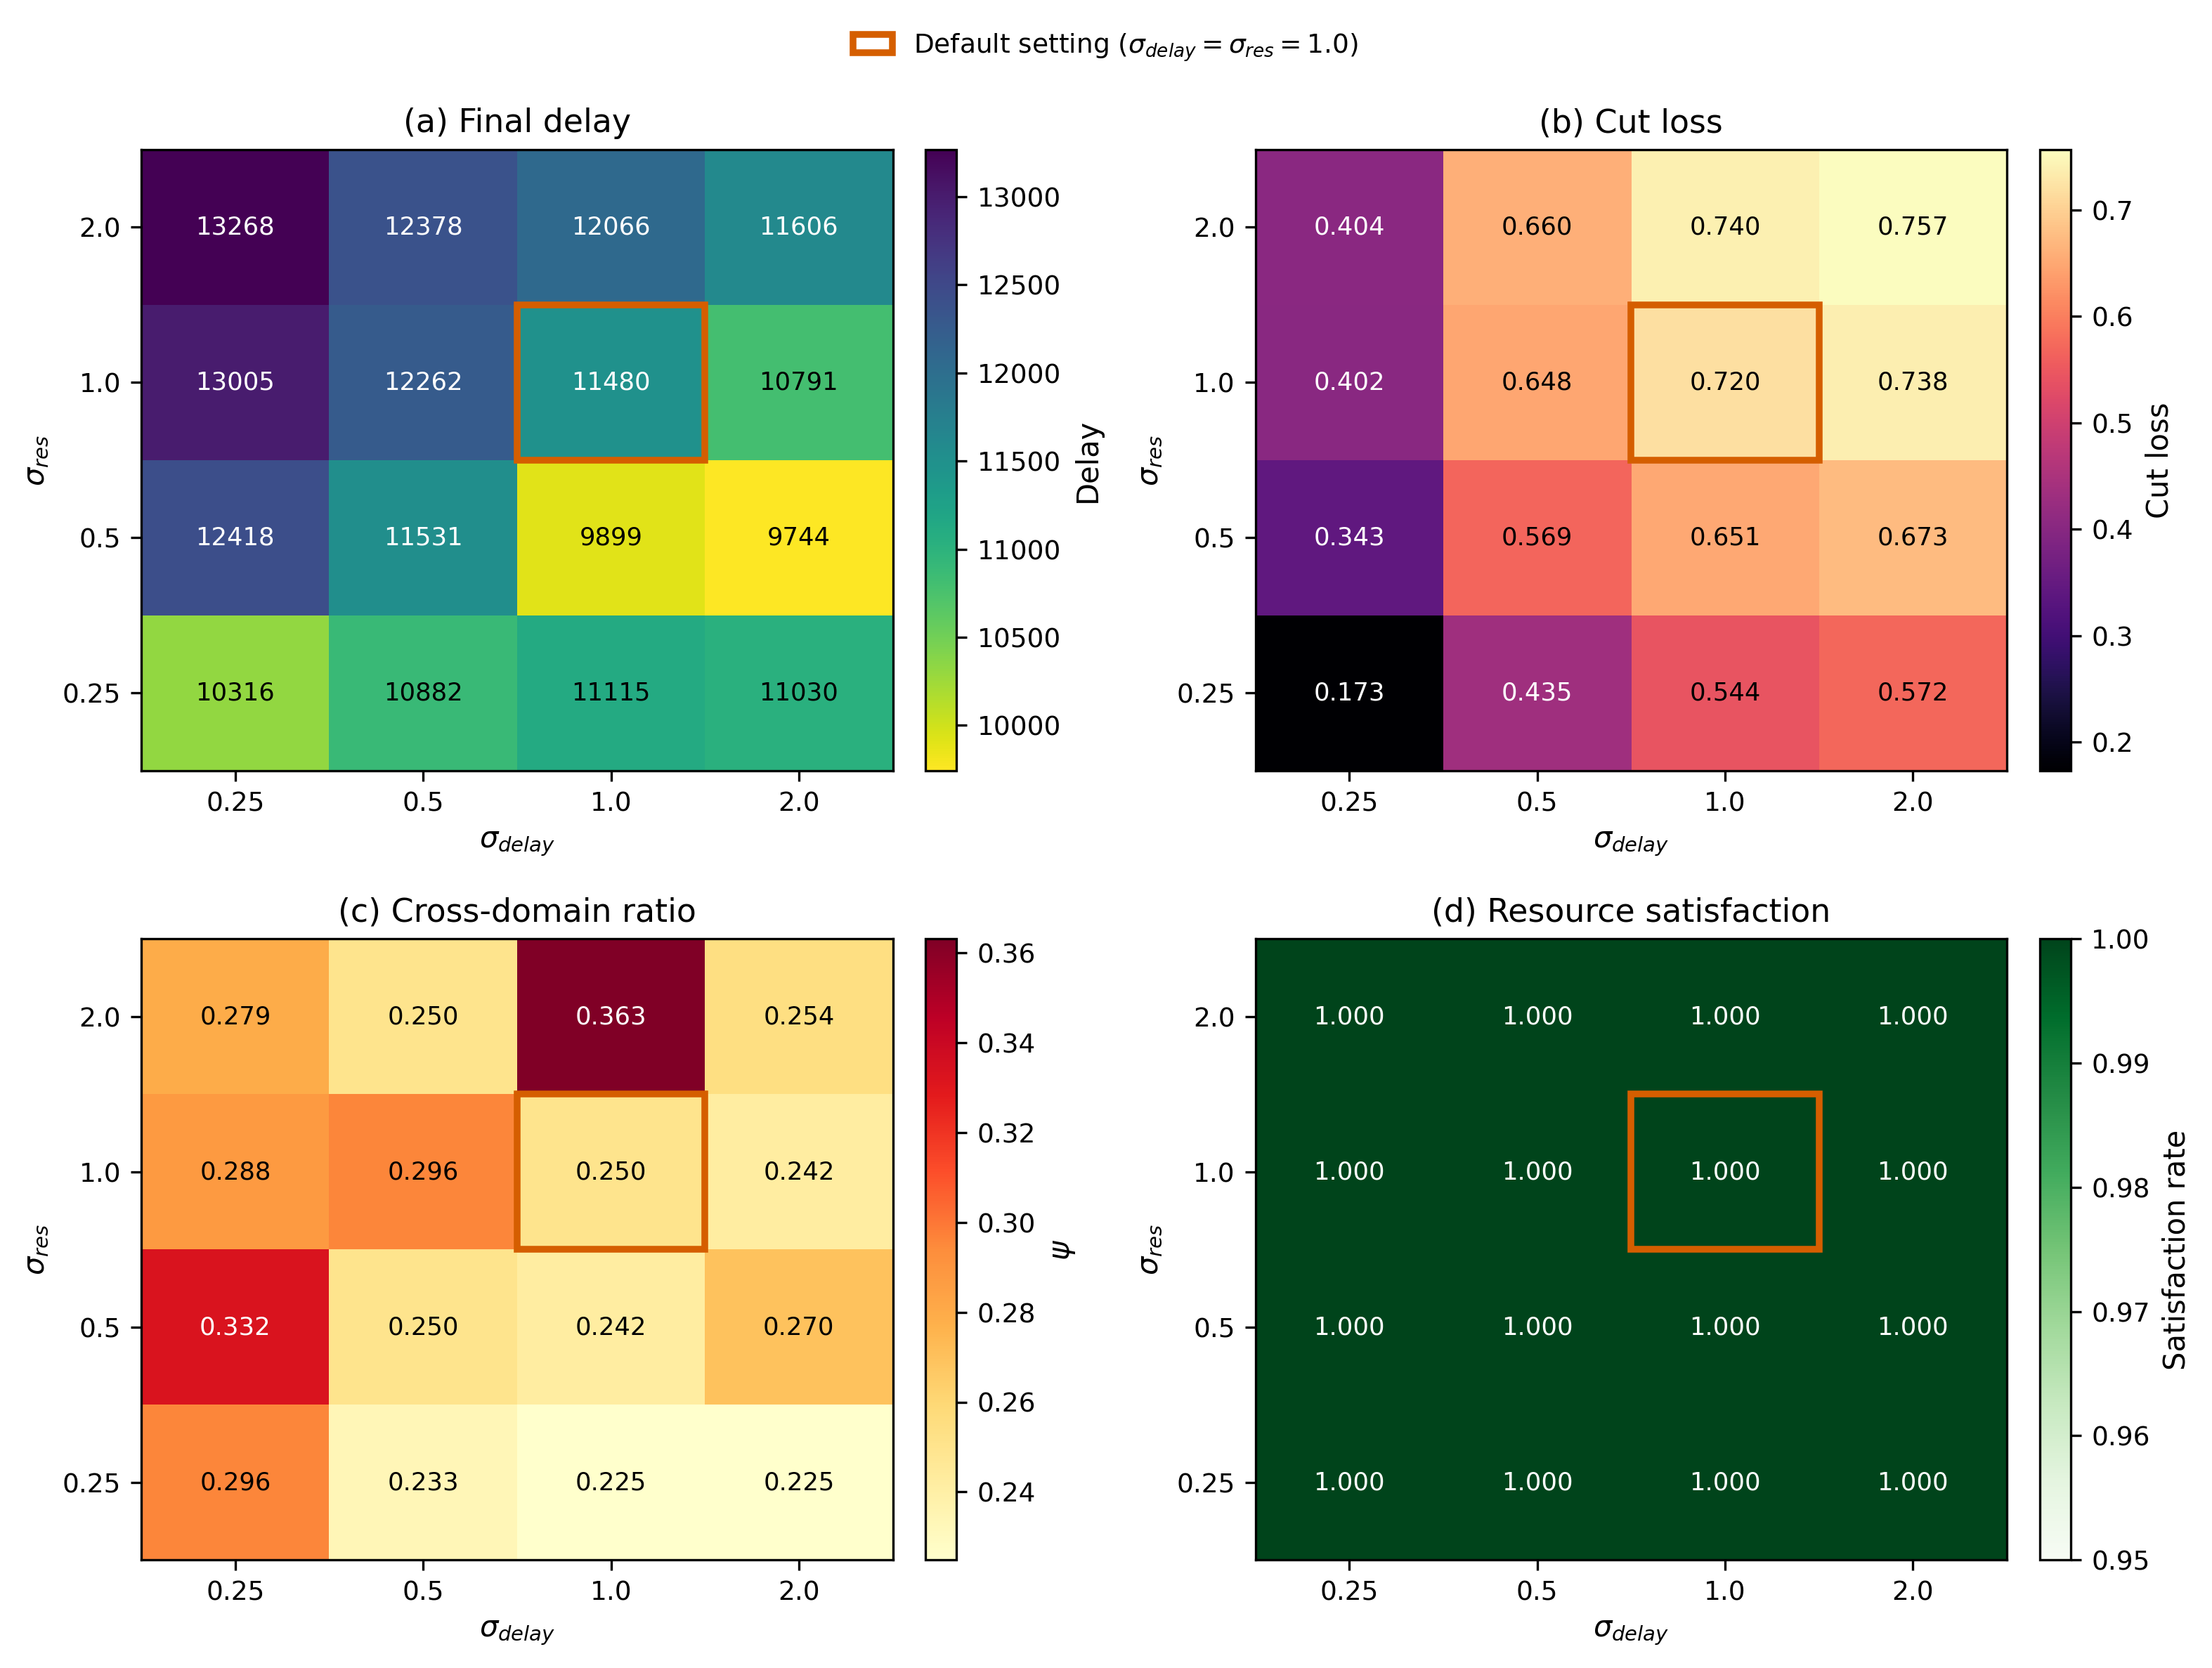 Default setting (σdelay = σres = 1.0)
(a) Final delay
2.0 13268 12378 12066 11606
1.0 13005 12262 11480 10791
0.5 12418 11531 9899 9744
0.25 10316 10882 11115 11030
0.25 0.5 1.0 2.0
σdelay
σres
13000
12500
12000
11500
11000
10500
10000
Delay
(b) Cut loss
2.0 0.404 0.660 0.740 0.757
1.0 0.402 0.648 0.720 0.738
0.5 0.343 0.569 0.651 0.673
0.25 0.173 0.435 0.544 0.572
0.25 0.5 1.0 2.0
σdelay
σres
0.7
0.6
0.5
0.4
0.3
0.2
Cut loss
(c) Cross-domain ratio
2.0 0.279 0.250 0.363 0.254
1.0 0.288 0.296 0.250 0.242
0.5 0.332 0.250 0.242 0.270
0.25 0.296 0.233 0.225 0.225
0.25 0.5 1.0 2.0
σdelay
σres
0.36
0.34
0.32
0.30
0.28
0.26
0.24
ψ
(d) Resource satisfaction
2.0 1.000 1.000 1.000 1.000
1.0 1.000 1.000 1.000 1.000
0.5 1.000 1.000 1.000 1.000
0.25 1.000 1.000 1.000 1.000
0.25 0.5 1.0 2.0
σdelay
σres
1.00
0.99
0.98
0.97
0.96
0.95
Satisfaction rate